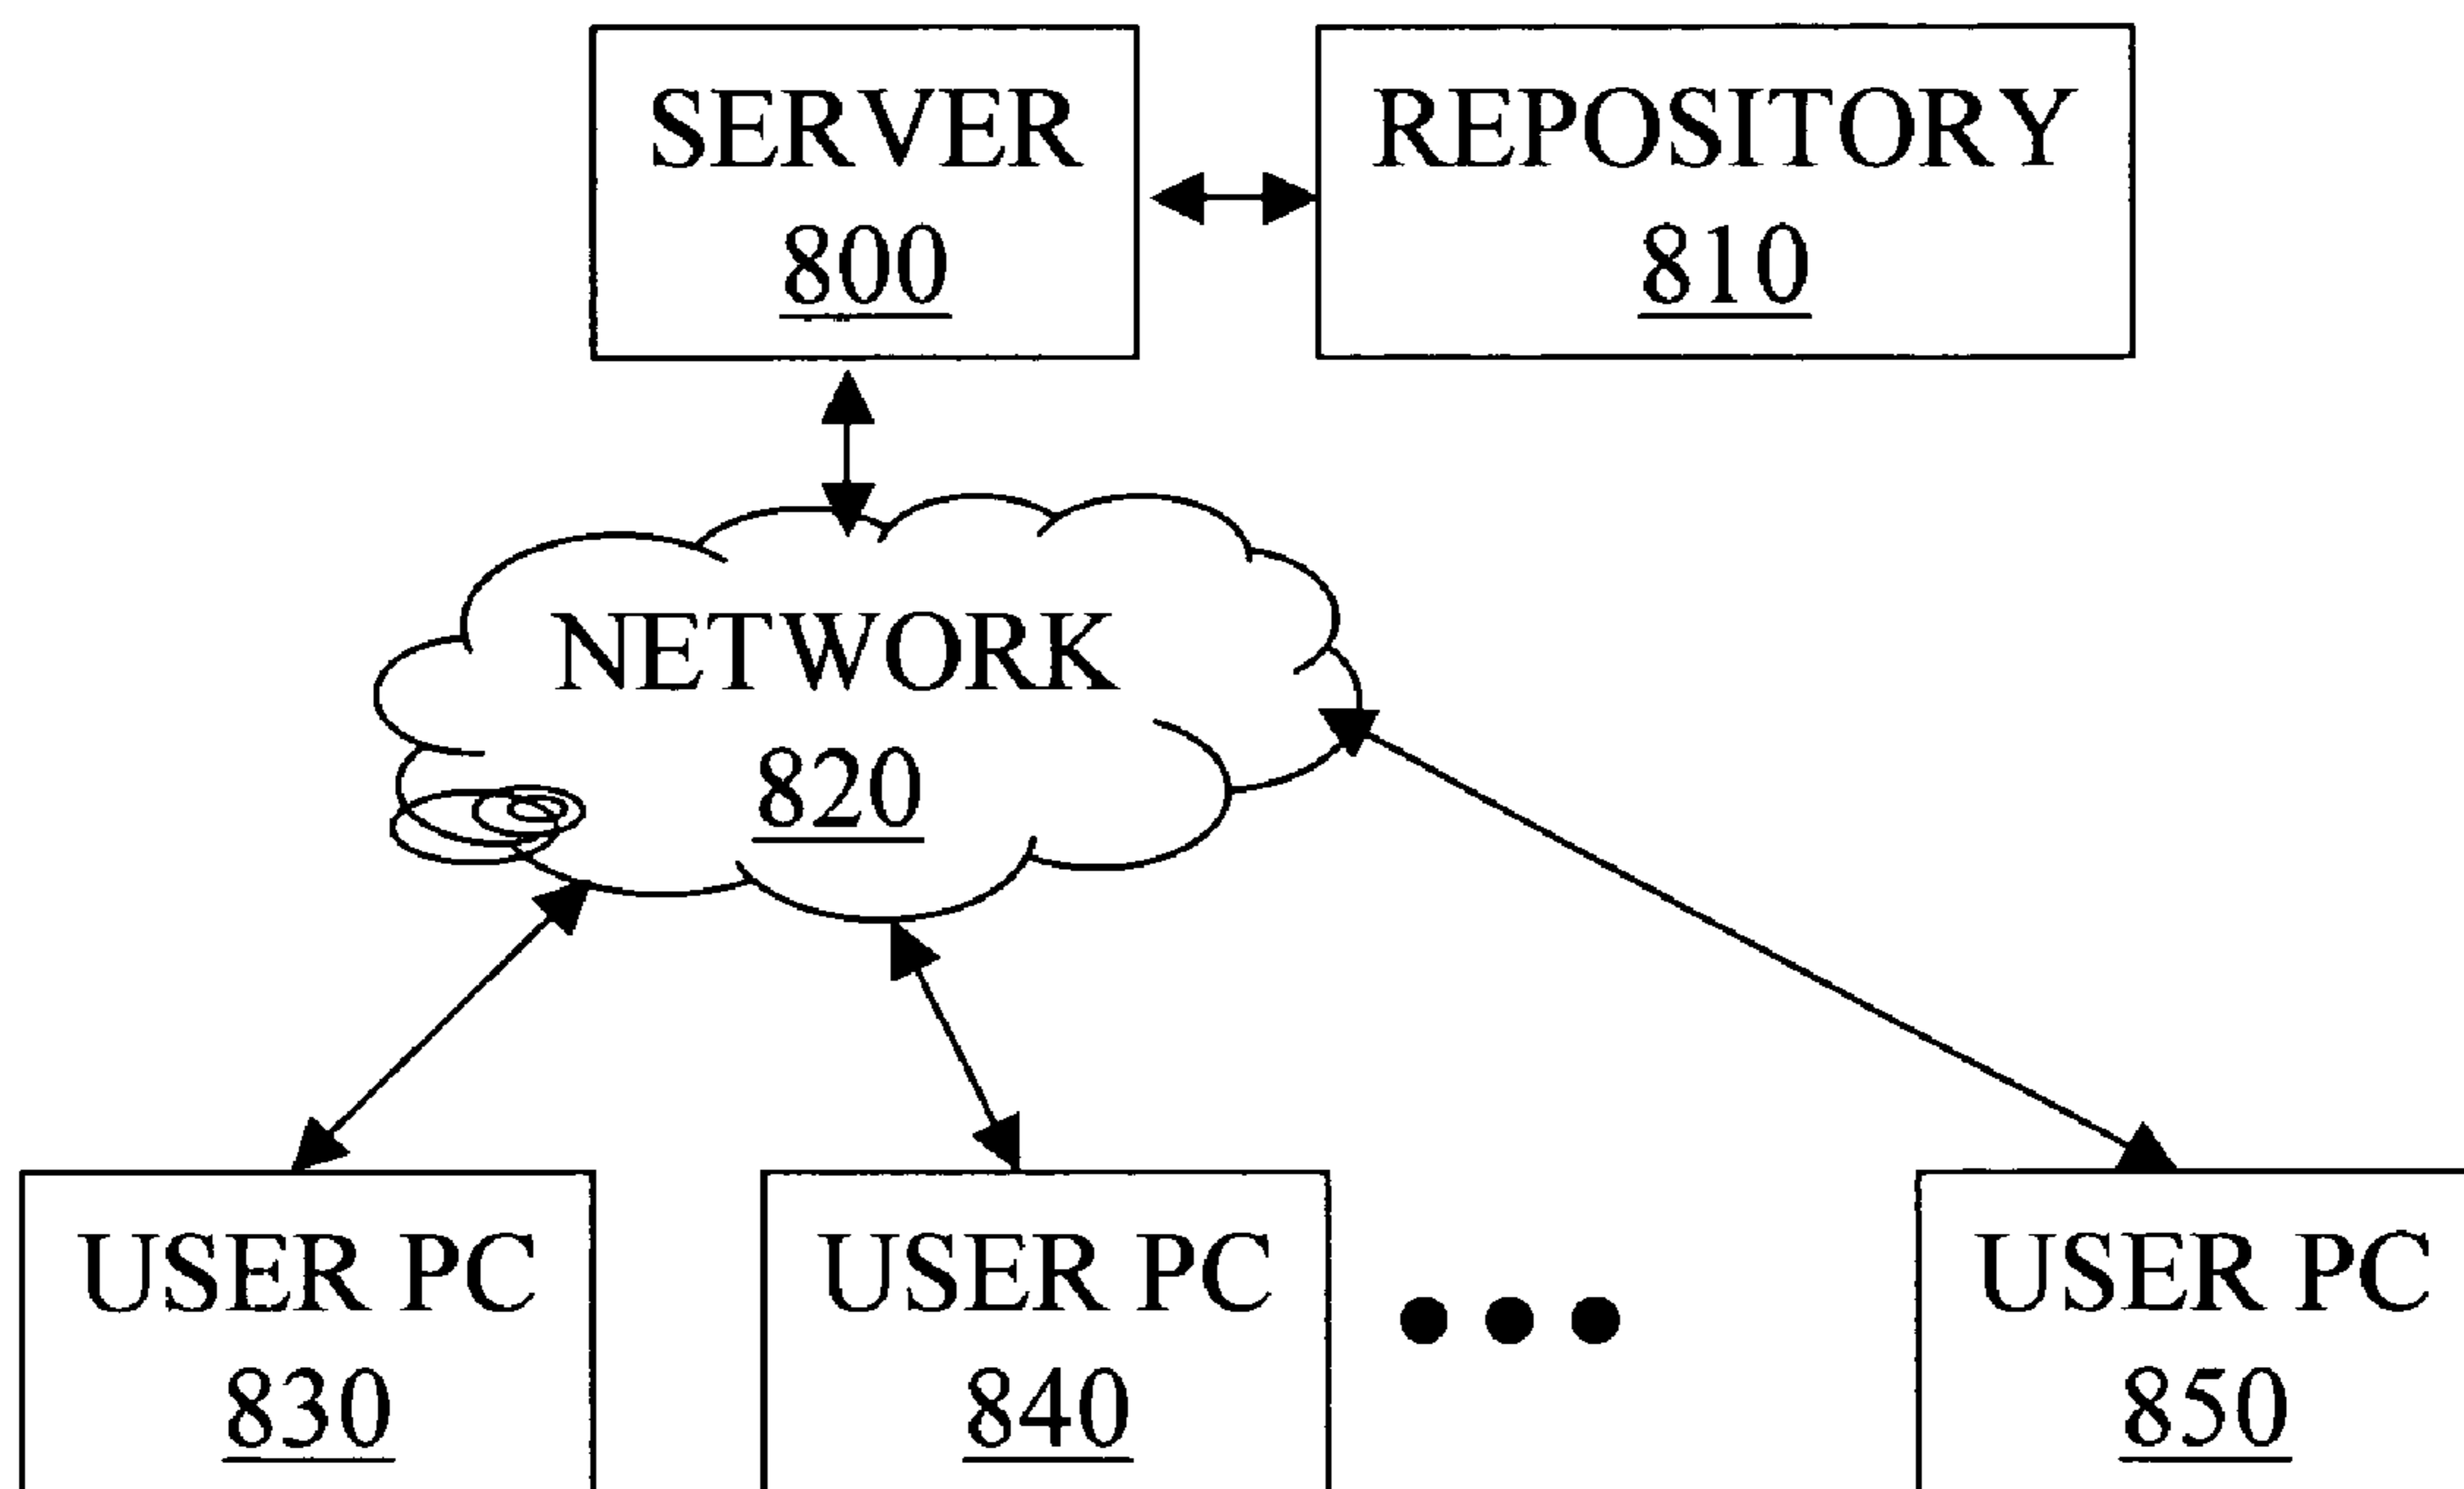 SERVER
800
REPOSITORY
810
NETWORK
820
USER PC
830
USER PC
840
USER PC
850